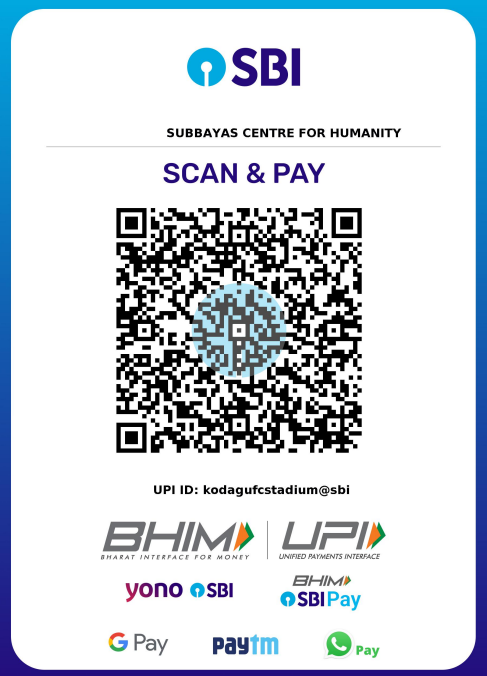 SBI
SUBBAYAS CENTRE FOR HUMANITY
SCAN & PAY
UPI ID: kodagufcstadium@sbi
BHIM UPI
BHARAT INTERFACE FOR MONEY UNIFIED PAYMENTS INTERFACE
BHIM
yono SBI SBI Pay
G Pay paytm Pay